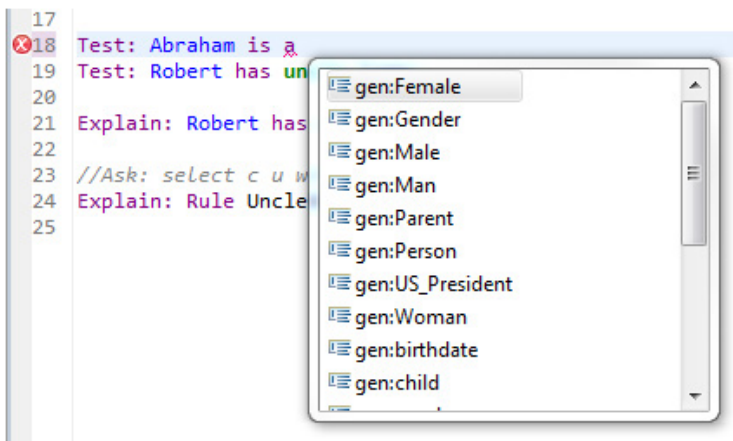 17
18 Test: Abraham is a
19 Test: Robert has un
20
21 Explain: Robert has
22
23 //Ask: select c u w
24 Explain: Rule Uncle
25
gen:Female
gen:Gender
gen:Male
gen:Man
gen:Parent
gen:Person
gen:US_President
gen:Woman
gen:birthdate
gen:child